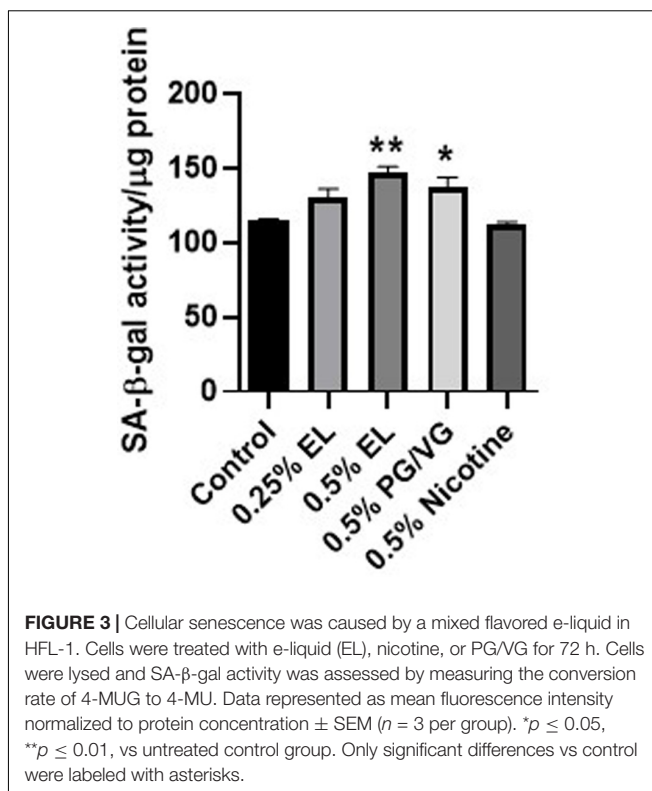 SA-β-gal activity/µg protein
200
150
100
50
0
**
*
Control
0.25% EL
0.5% EL
0.5% PG/VG
0.5% Nicotine
FIGURE 3 | Cellular senescence was caused by a mixed flavored e-liquid in
HFL-1. Cells were treated with e-liquid (EL), nicotine, or PG/VG for 72 h. Cells
were lysed and SA-β-gal activity was assessed by measuring the conversion
rate of 4-MUG to 4-MU. Data represented as mean fluorescence intensity
normalized to protein concentration ± SEM (n = 3 per group). *p ≤ 0.05,
**p ≤ 0.01, vs untreated control group. Only significant differences vs control
were labeled with asterisks.